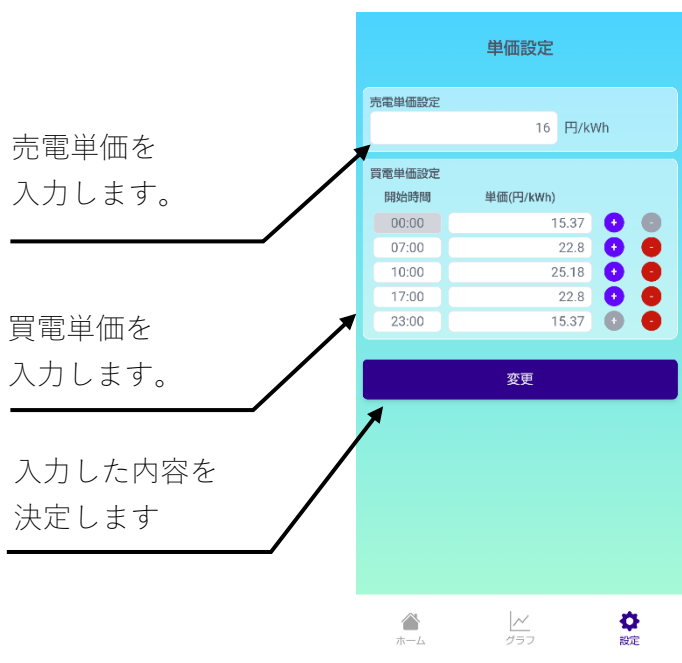 単価設定
売電単価設定
16 円/kWh
買電単価設定
開始時間 単価(円/kWh)
00:00 15.37 + -
07:00 22.8 + -
10:00 25.18 + -
17:00 22.8 + -
23:00 15.37 + -
変更
ホーム グラフ 設定
売電単価を
入力します。
買電単価を
入力します。
入力した内容を
決定します